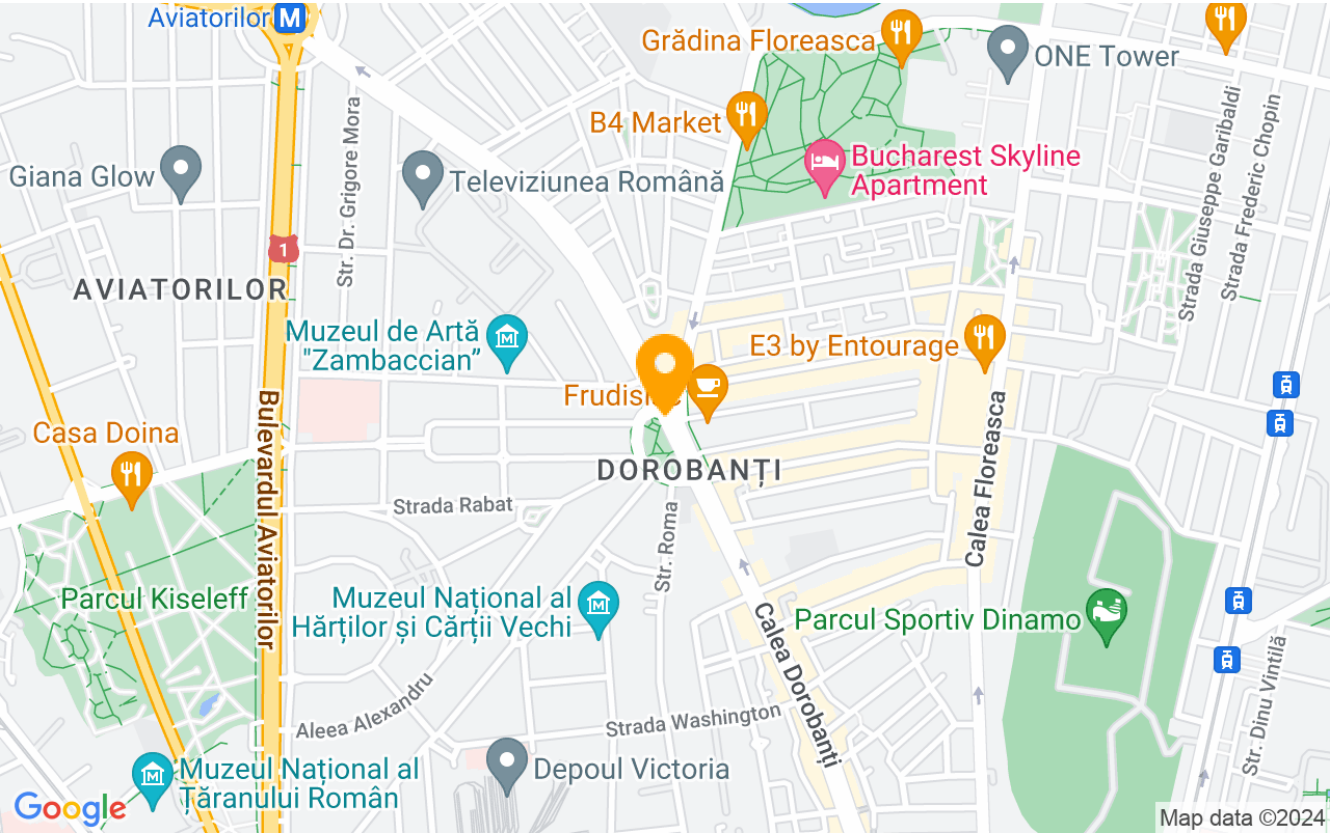 Aviatorilor M
Grădina Floreasca
ONE Tower
B4 Market
Strada Giuseppe Garibaldi
Strada Frederic Chopin
Giana Glow
Str. Dr. Grigore Mora
Televiziunea Română
Bucharest Skyline
Apartment
1
AVIATORILOR
Muzeul de Artă
"Zambaccian"
E3 by Entourage
Casa Doina
Bulevardul Aviatorilor
DOROBANȚI
Calea Floreasca
Strada Rabat
Str. Roma
Parcul Kiseleff
Muzeul Național al
Hărților și Cărții Vechi
Parcul Sportiv Dinamo
Calea Dorobanți
Str. Dinu Vintilă
Aleea Alexandru
Strada Washington
Muzeul Național al
Țăranului Român
Depoul Victoria
Google
Map data ©2024